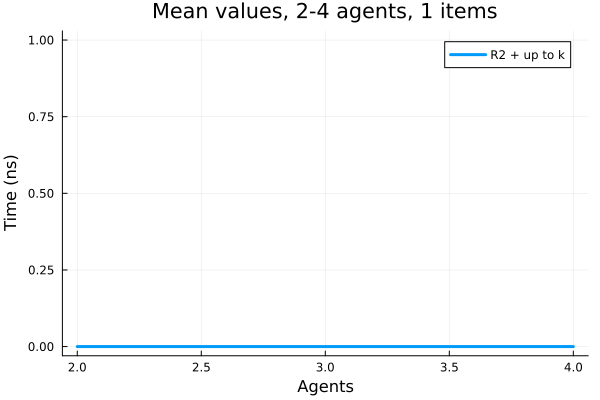 Mean values, 2-4 agents, 1 items
R2 + up to k
Time (ns)
1.00
0.75
0.50
0.25
0.00
2.0 2.5 3.0 3.5 4.0
Agents